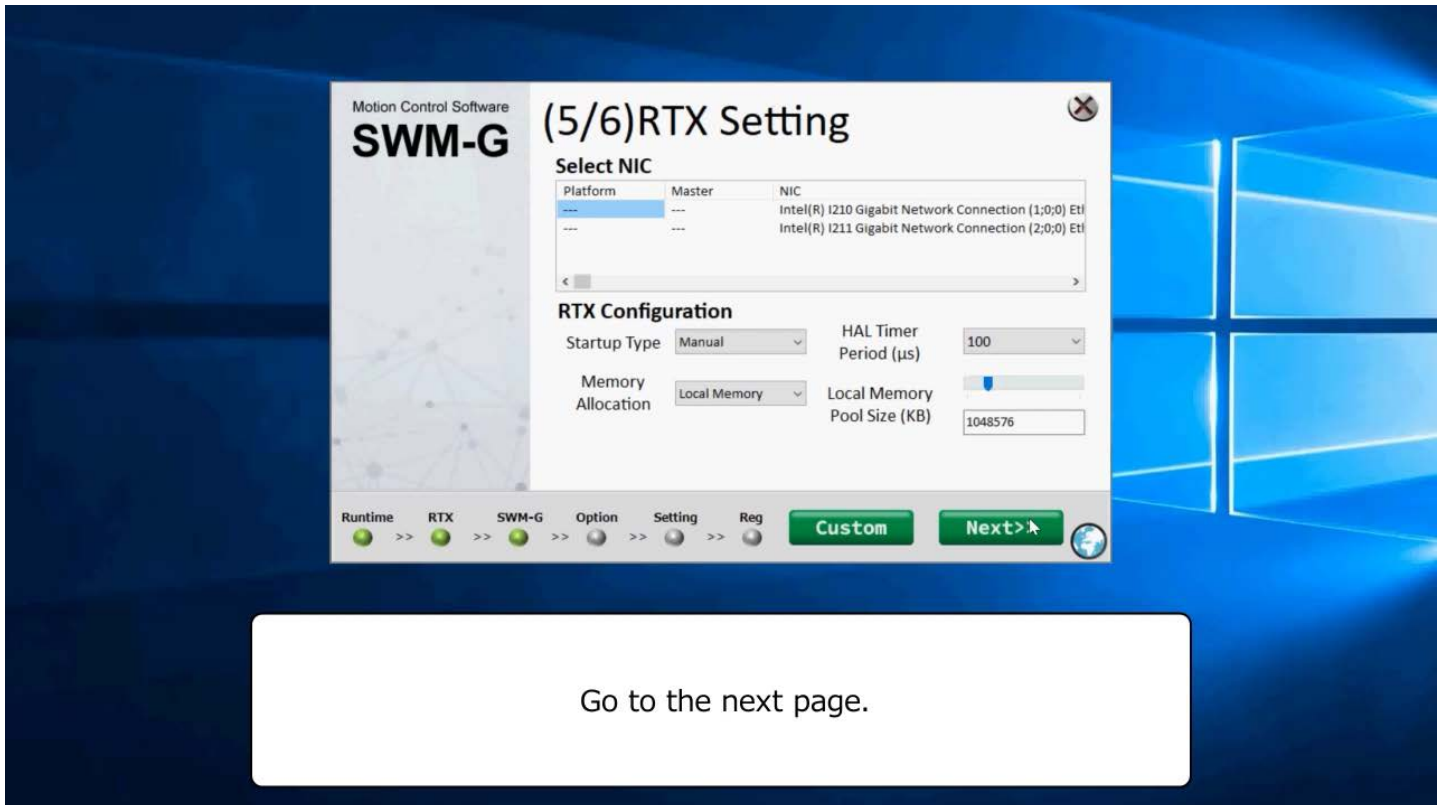 Motion Control Software
SWM-G
(5/6)RTX Setting
Select NIC
Platform Master NIC
--- --- Intel(R) I210 Gigabit Network Connection (1;0;0) Eth
--- --- Intel(R) I211 Gigabit Network Connection (2;0;0) Eth
RTX Configuration
Startup Type Manual
HAL Timer
Period (μs)
100
Memory
Allocation
Local Memory
Local Memory
Pool Size (KB)
1048576
Runtime >> RTX >> SWM-G >> Option >> Setting >> Reg
Custom
Next>>
Go to the next page.